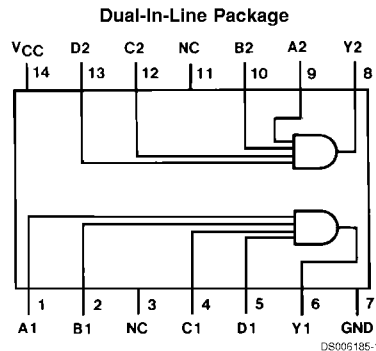 Dual-In-Line Package
VCC D2 C2 NC B2 A2 Y2
14 13 12 11 10 9 8
1 2 3 4 5 6 7
A1 B1 NC C1 D1 Y1 GND
DS006185-